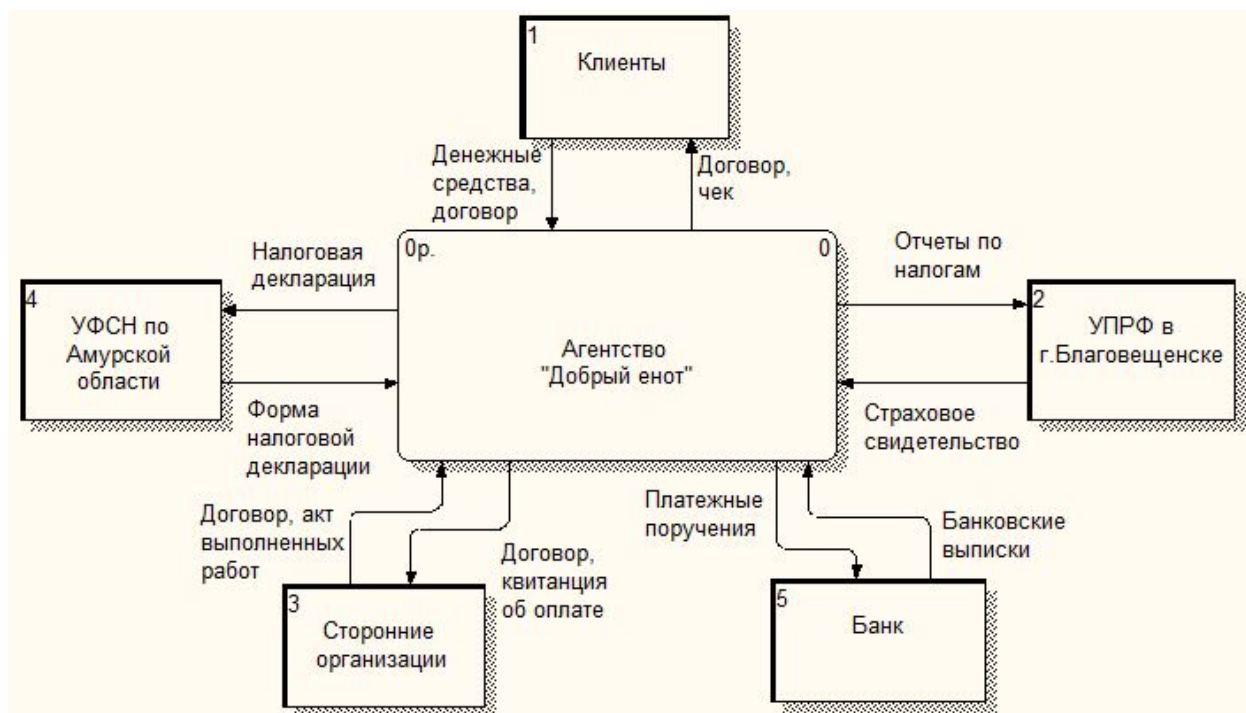 1
Клиенты
Денежные
средства,
договор
Договор,
чек
Налоговая
декларация
0р.
0
Отчеты по
налогам
4
УФСН по
Амурской
области
Агентство
"Добрый енот"
2
УПРФ в
г.Благовещенске
Форма
налоговой
декларации
Страховое
свидетельство
Договор, акт
выполненных
работ
Договор,
квитанция
об оплате
Платежные
поручения
Банковские
выписки
3
Сторонние
организации
5
Банк